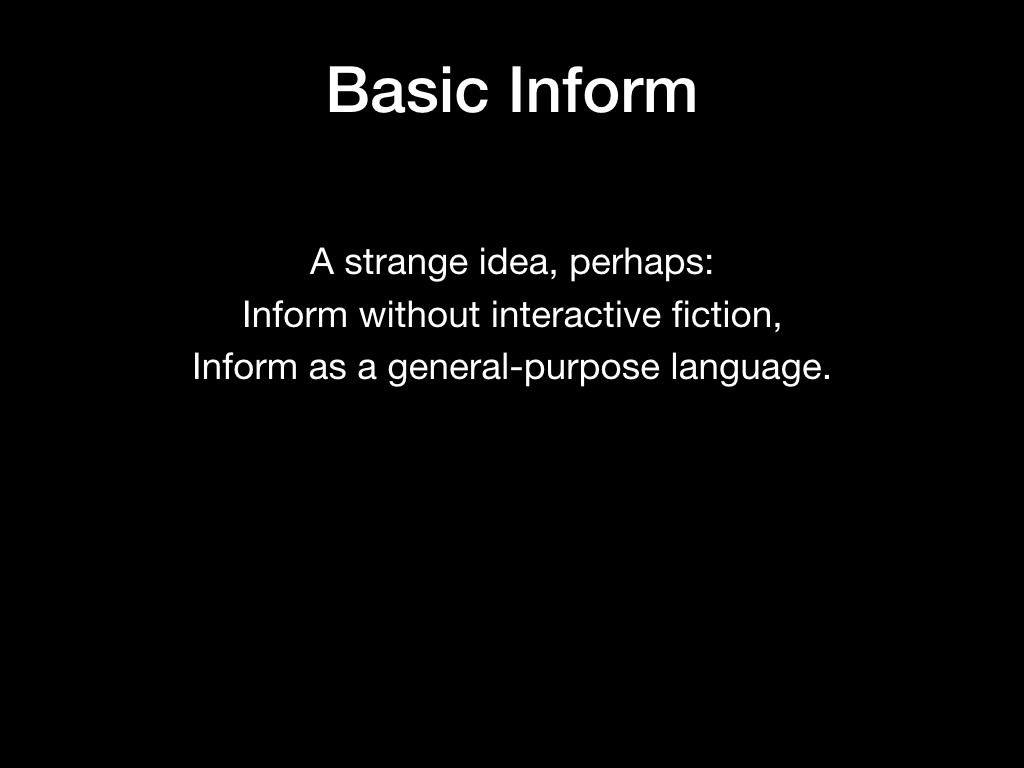 Basic Inform
A strange idea, perhaps:
Inform without interactive fiction,
Inform as a general-purpose language.